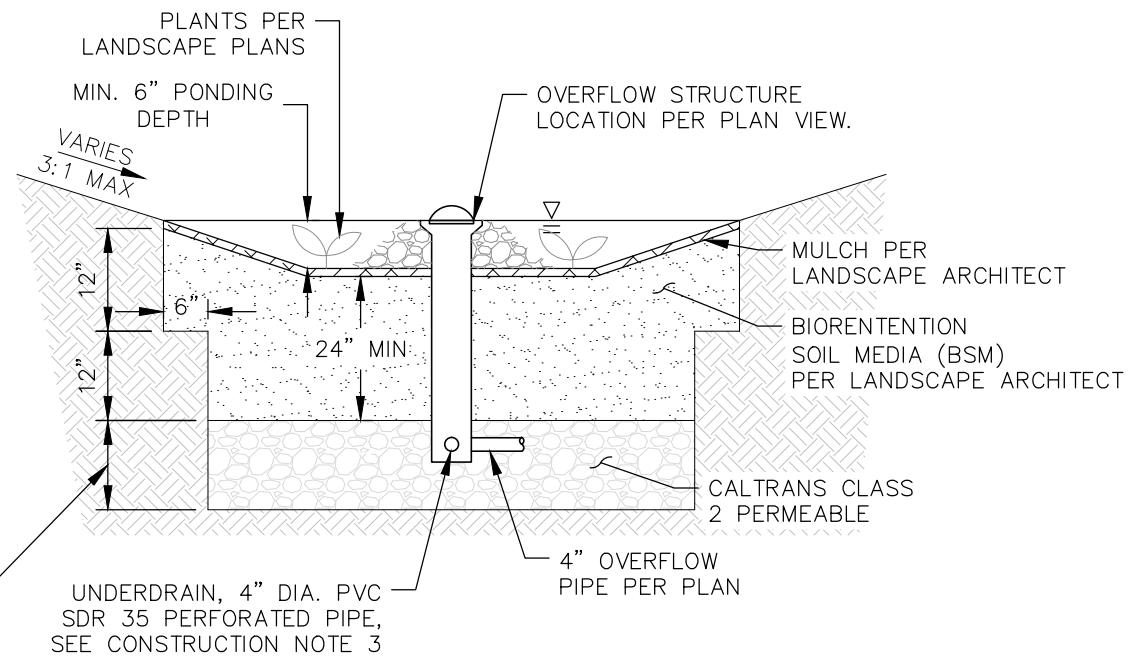 PLANTS PER
LANDSCAPE PLANS
MIN. 6” PONDING
DEPTH
OVERFLOW STRUCTURE
LOCATION PER PLAN VIEW.
VARIES
3:1 MAX
MULCH PER
LANDSCAPE ARCHITECT
12”
6”
BIORENTENTION
SOIL MEDIA (BSM)
PER LANDSCAPE ARCHITECT
24” MIN
12”
CALTRANS CLASS
2 PERMEABLE
4” OVERFLOW
PIPE PER PLAN
UNDERDRAIN, 4” DIA. PVC
SDR 35 PERFORATED PIPE,
SEE CONSTRUCTION NOTE 3